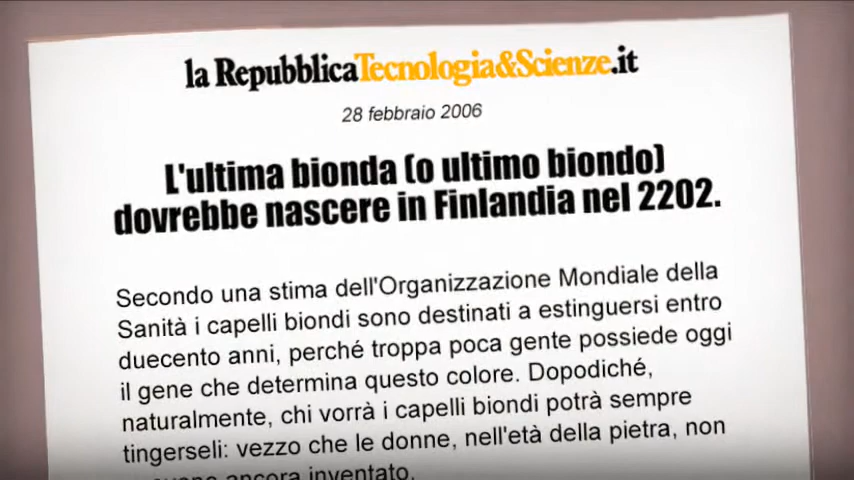 la RepubblicaTecnologia&Scienze.it
28 febbraio 2006
L'ultima bionda (o ultimo biondo)
dovrebbe nascere in Finlandia nel 2202.
Secondo una stima dell'Organizzazione Mondiale della
Sanità i capelli biondi sono destinati a estinguersi entro
duecento anni, perché troppa poca gente possiede oggi
il gene che determina questo colore. Dopodiché,
naturalmente, chi vorrà i capelli biondi potrà sempre
tingerseli: vezzo che le donne, nell'età della pietra, non
ancora inventato.